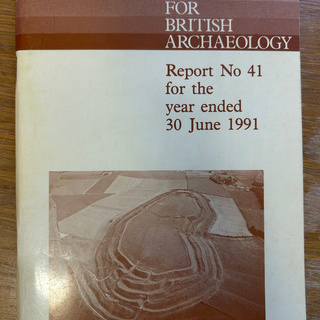 FOR
BRITISH
ARCHAEOLOGY
Report No 41
for the
year ended
30 June 1991